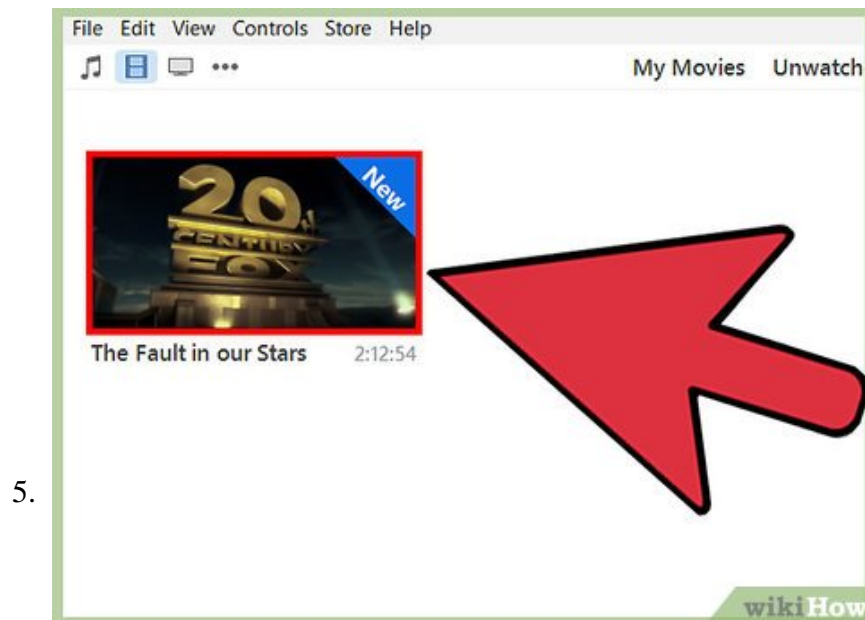 File Edit View Controls Store Help
My Movies Unwatch
New
20th
CENTURY
FOX
The Fault in our Stars 2:12:54
5.
wikiHow